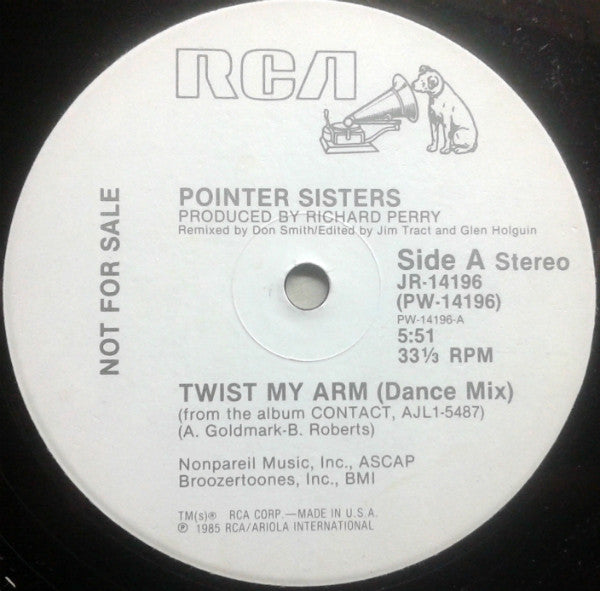 RCA
NOT FOR SALE
POINTER SISTERS
PRODUCED BY RICHARD PERRY
Remixed by Don Smith/Edited by Jim Tract and Glen Holguin
Side A Stereo
JR-14196
(PW-14196)
PW-14196-A
5:51
33⅓ RPM
TWIST MY ARM (Dance Mix)
(from the album CONTACT, AJL1-5487)
(A. Goldmark-B. Roberts)
Nonpareil Music, Inc., ASCAP
Broozertoones, Inc., BMI
TM(s)® RCA CORP.—MADE IN U.S.A.
℗ 1985 RCA/ARIOLA INTERNATIONAL